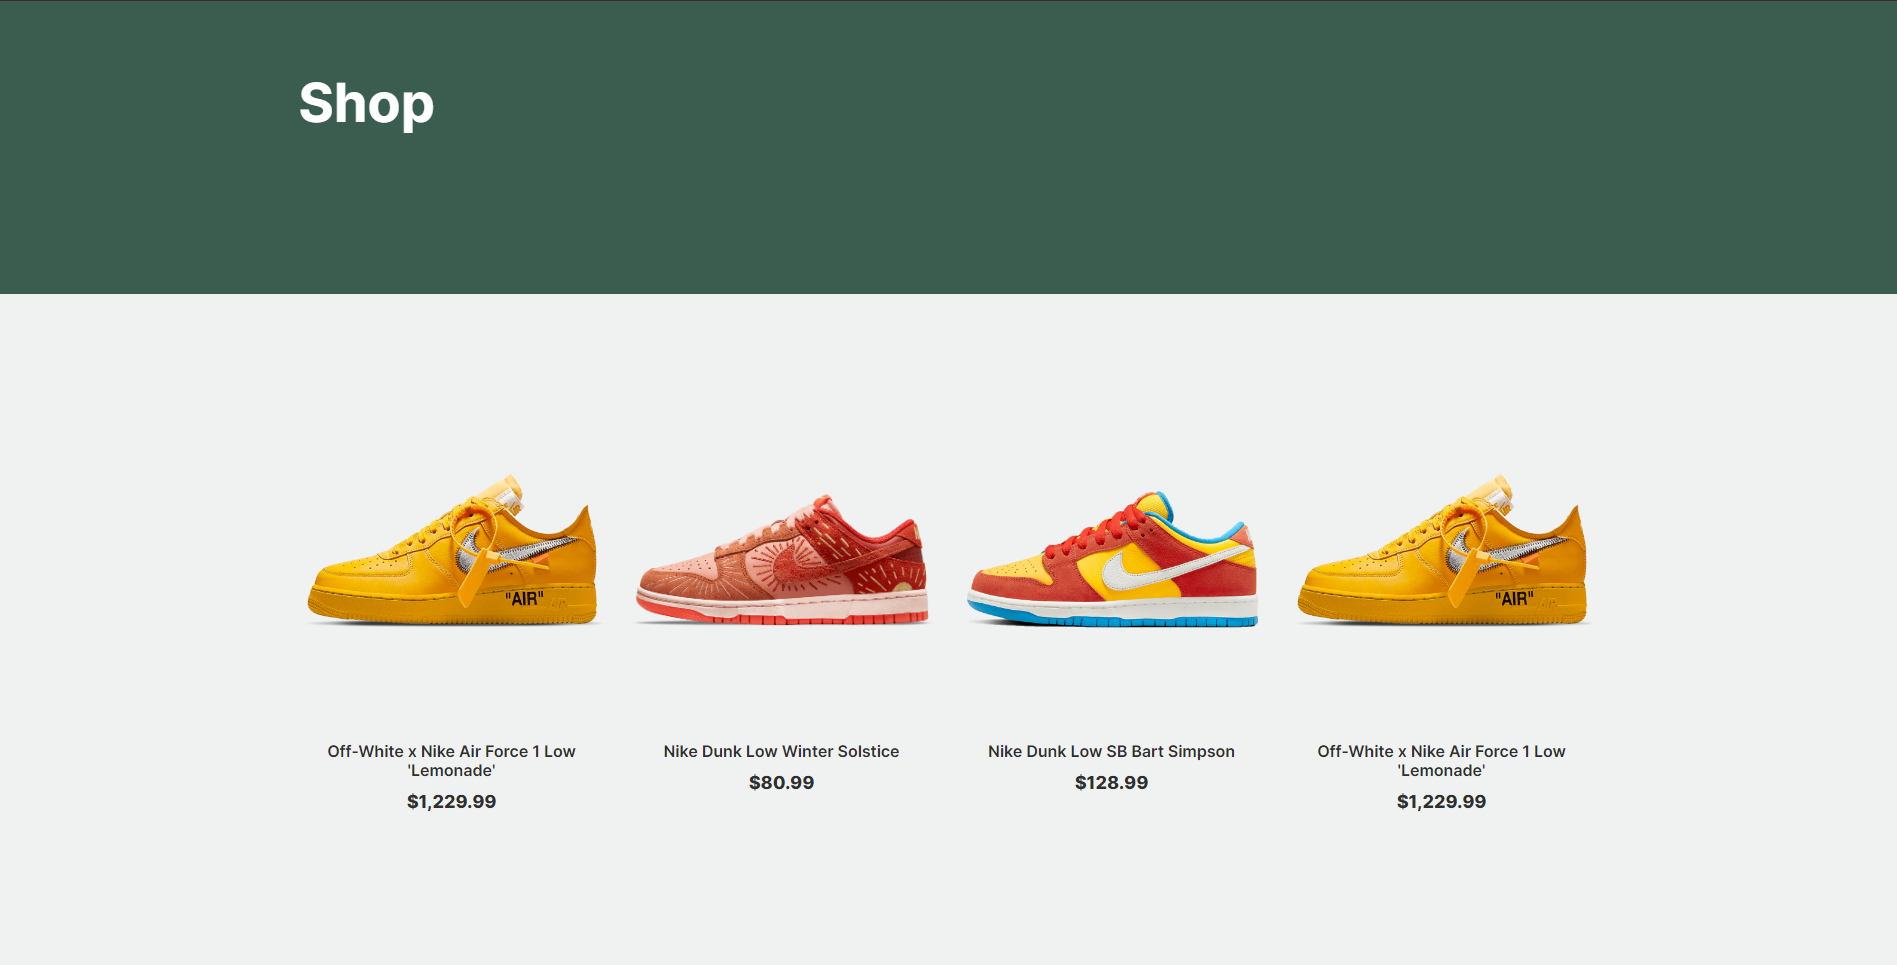 Shop
"AIR"
"AIR"
Off-White x Nike Air Force 1 Low
'Lemonade'
$1,229.99
Nike Dunk Low Winter Solstice
$80.99
Nike Dunk Low SB Bart Simpson
$128.99
Off-White x Nike Air Force 1 Low
'Lemonade'
$1,229.99